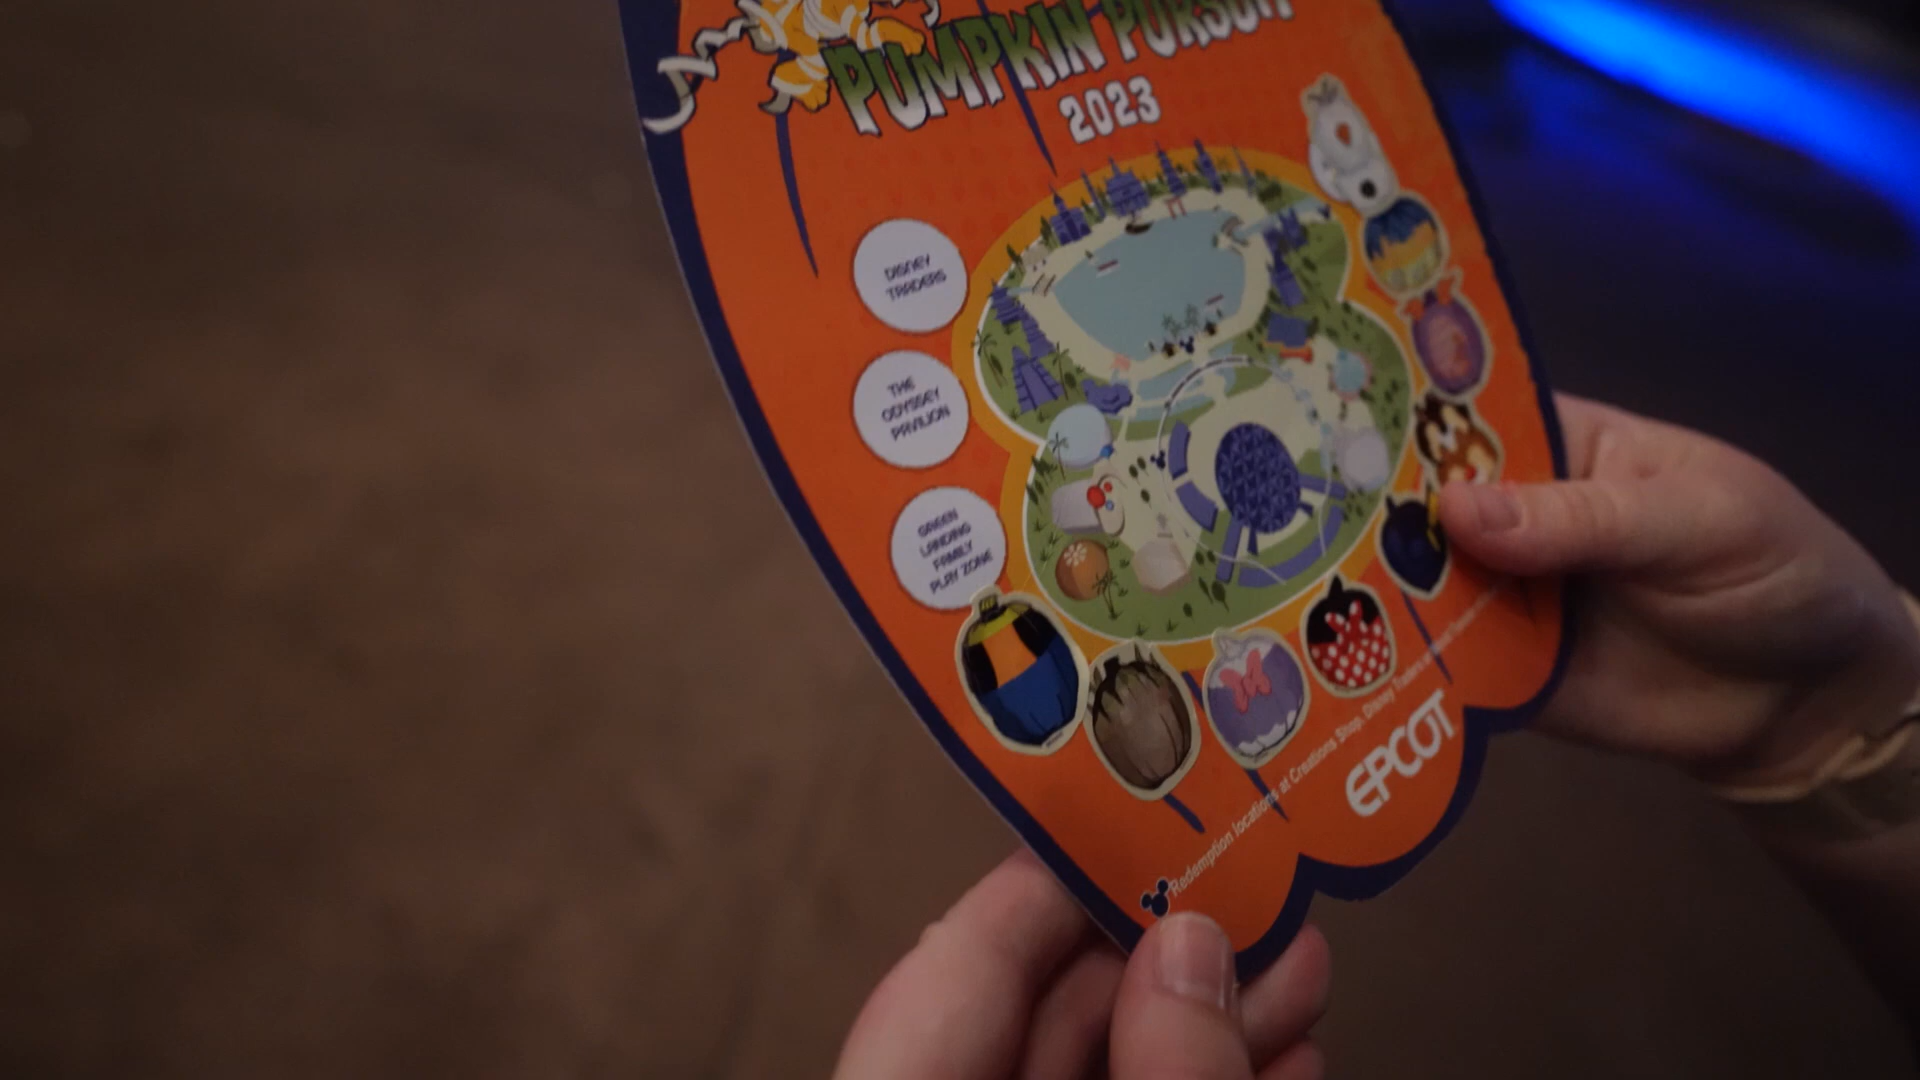 PUMPKIN PURSUIT
2023
DISNEY
TRADERS
THE
ODYSSEY
PAVILION
GREEN
LANDING
FAMILY
PLAY ZONE
Redemption locations at Creations Shop, Disney Traders
EPCOT